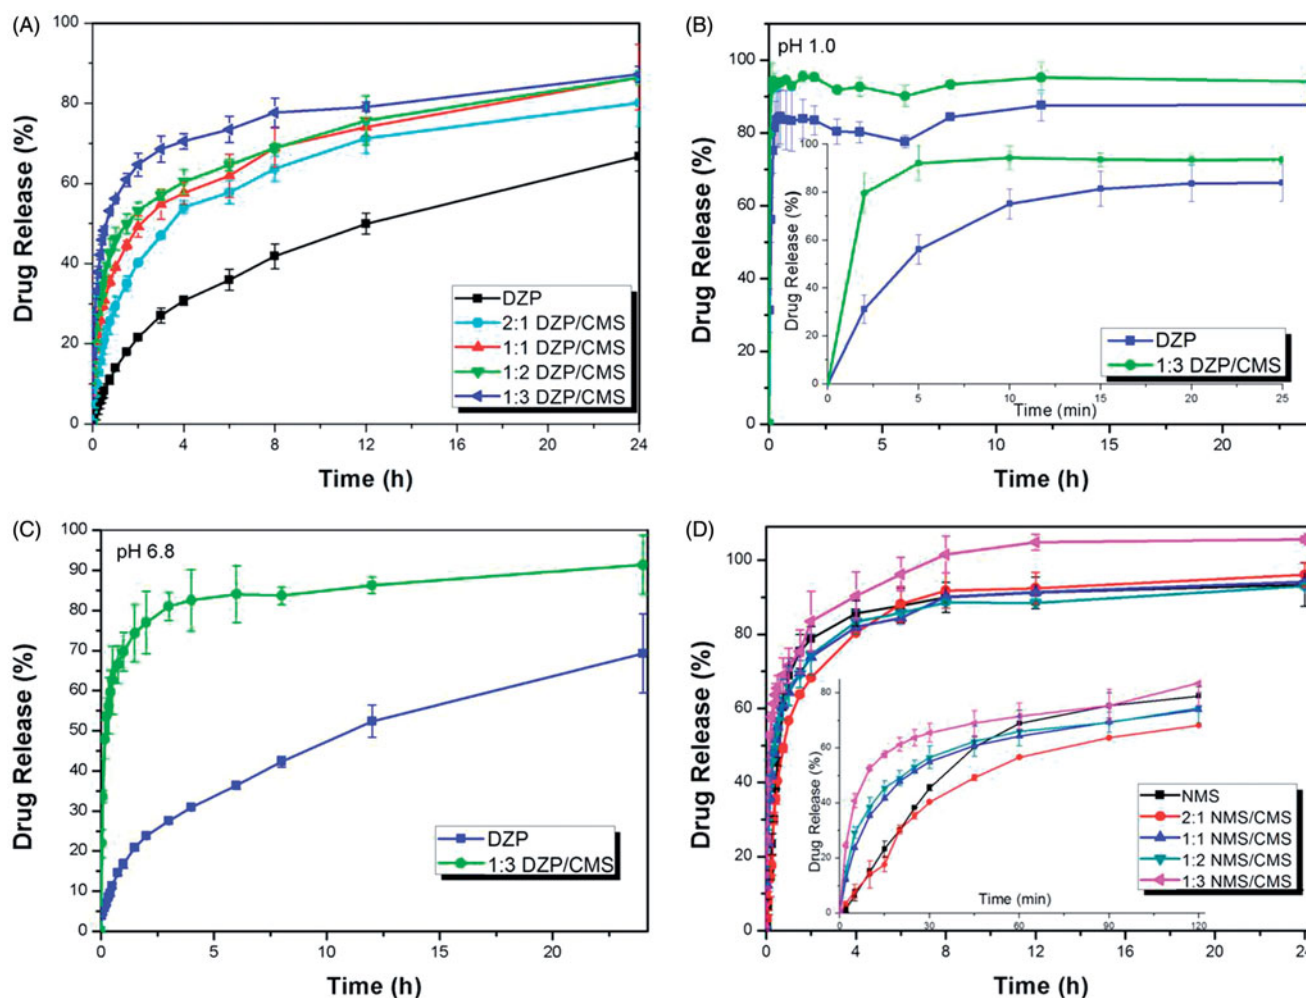 (A)
100
80
60
40
20
0
Drug Release (%)
0 4 8 12 16 20 24
Time (h)
DZP
2:1 DZP/CMS
1:1 DZP/CMS
1:2 DZP/CMS
1:3 DZP/CMS
(B)
pH 1.0
100
80
60
40
20
0
Drug Release (%)
0 5 10 15 20
Time (h)
100
80
60
40
20
0
Drug Release (%)
0 5 10 15 20 25
Time (min)
DZP
1:3 DZP/CMS
(C)
pH 6.8
100
90
80
70
60
50
40
30
20
10
0
Drug Release (%)
0 5 10 15 20
Time (h)
DZP
1:3 DZP/CMS
(D)
100
80
60
40
20
0
Drug Release (%)
0 4 8 12 16 20 24
Time (h)
80
60
40
20
0
Drug Release (%)
0 30 60 90 120
Time (min)
NMS
2:1 NMS/CMS
1:1 NMS/CMS
1:2 NMS/CMS
1:3 NMS/CMS